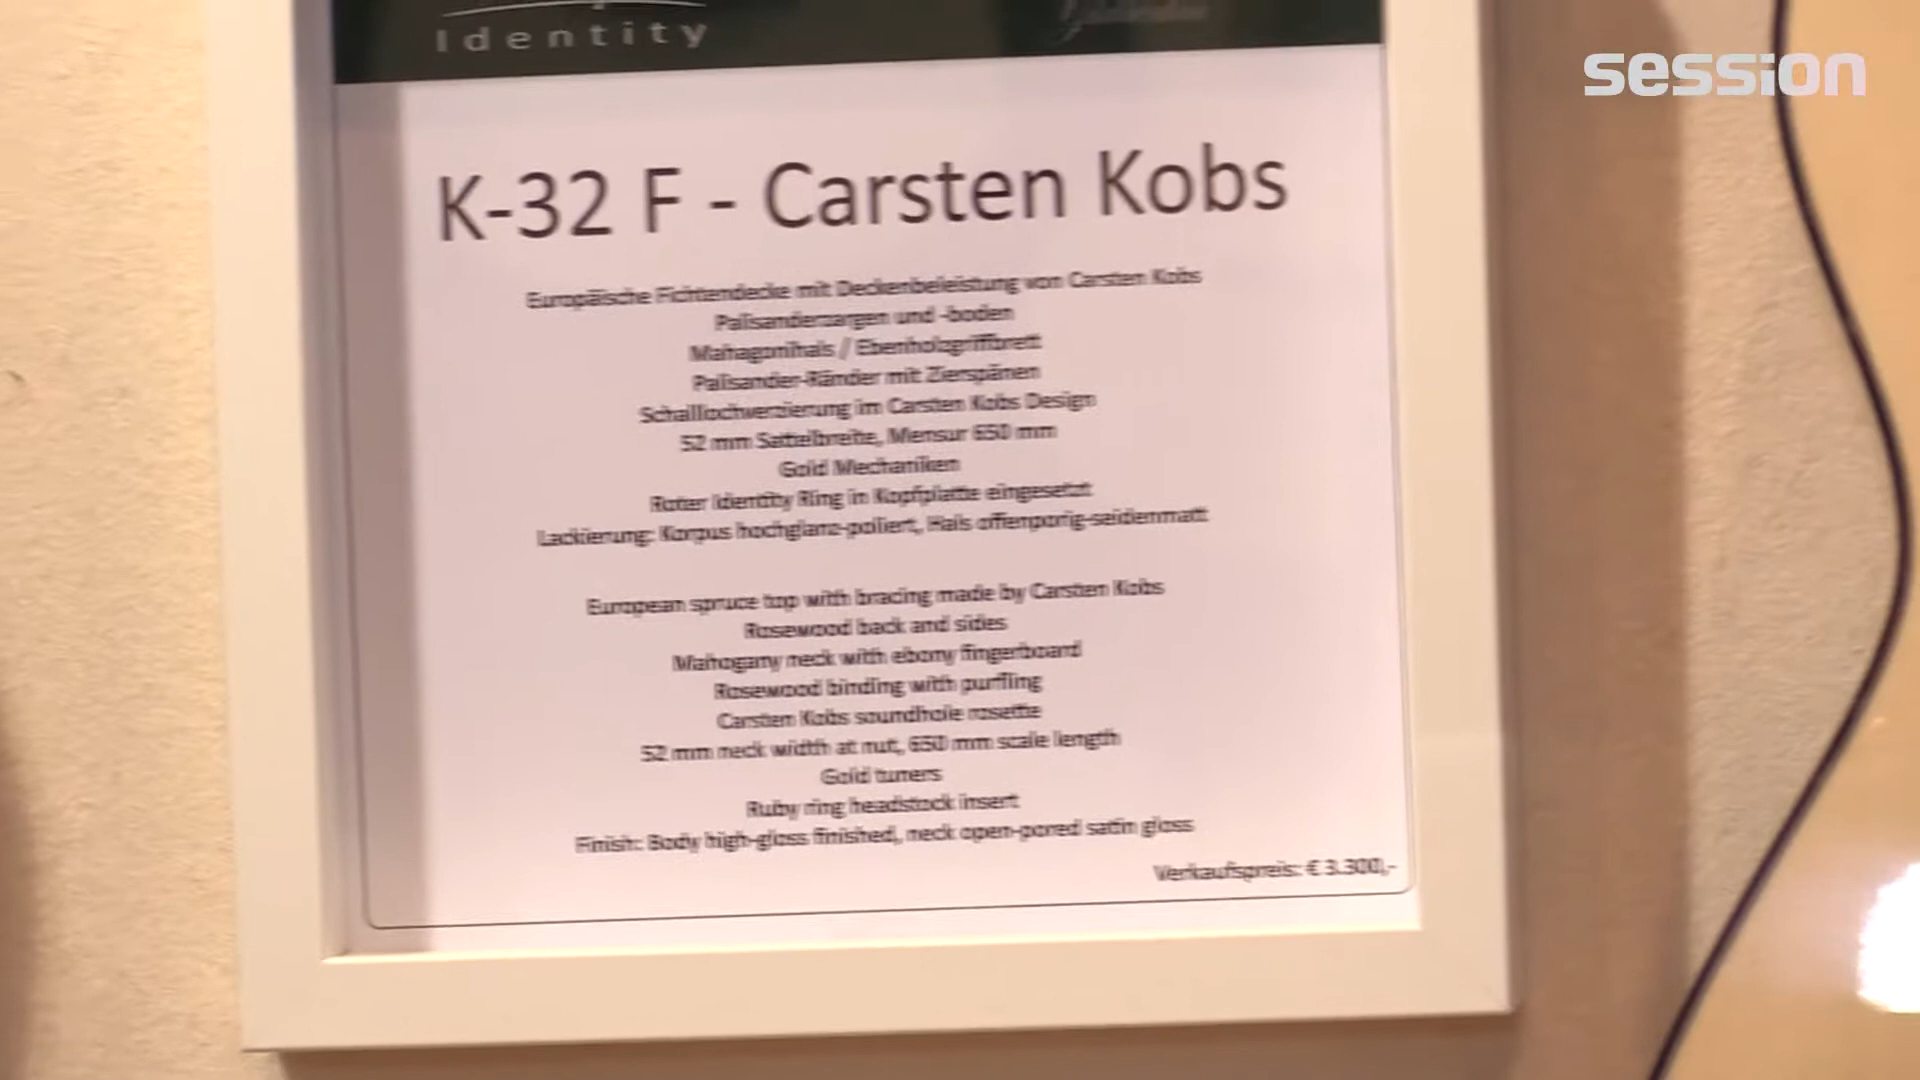 Identity
session
K-32 F - Carsten Kobs
Europäische Fichtendecke mit Deckenbeleistung von Carsten Kobs
Palisanderzargen und -boden
Mahagonihals / Ebenholzgriffbrett
Palisander-Ränder mit Zierspänen
Schalllochverzierung im Carsten Kobs Design
52 mm Sattelbreite, Mensur 650 mm
Gold Mechaniken
Roter Identity Ring in Kopfplatte eingesetzt
Lackierung: Korpus hochglanz-poliert, Hals offenporig-seidenmatt
European spruce top with bracing made by Carsten Kobs
Rosewood back and sides
Mahogany neck with ebony fingerboard
Rosewood binding with purfling
Carsten Kobs soundhole rosette
52 mm neck width at nut, 650 mm scale length
Gold tuners
Ruby ring headstock insert
Finish: Body high-gloss finished, neck open-pored satin gloss
Verkaufspreis: € 3.300,-